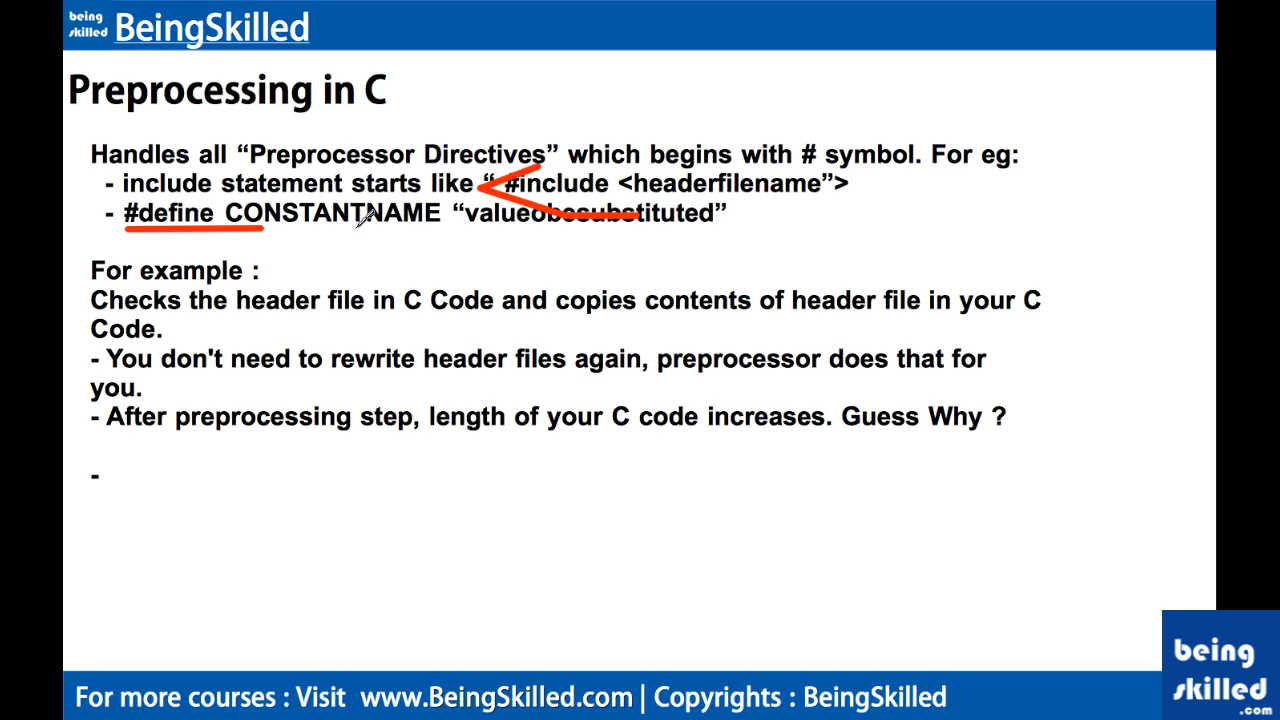 being
skilled
BeingSkilled
Preprocessing in C
Handles all “Preprocessor Directives” which begins with # symbol. For eg:
- include statement starts like “ #include <headerfilename”>
- #define CONSTANTNAME “valueobesubstituted”
For example :
Checks the header file in C Code and copies contents of header file in your C
Code.
- You don't need to rewrite header files again, preprocessor does that for
you.
- After preprocessing step, length of your C code increases. Guess Why ?
-
being
skilled
.com
For more courses : Visit www.BeingSkilled.com | Copyrights : BeingSkilled